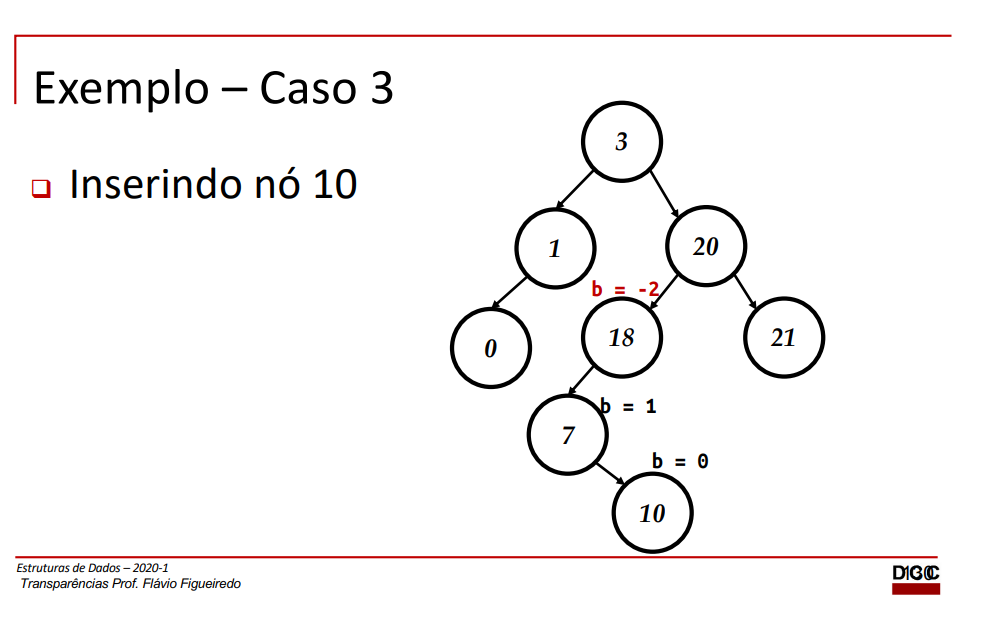 Exemplo – Caso 3
❑ Inserindo nó 10
3
1
20
b = -2
0
18
21
b = 1
7
b = 0
10
Estruturas de Dados – 2020-1
Transparências Prof. Flávio Figueiredo